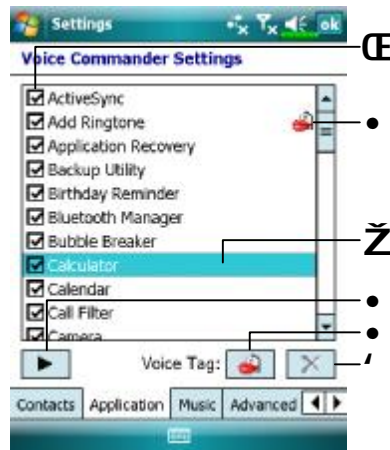 Settings
ok
Voice Commander Settings
Œ
ActiveSync
Add Ringtone
•
Application Recovery
Backup Utility
Birthday Reminder
Bluetooth Manager
Bubble Breaker
Ž
Calculator
Calendar
Call Filter
•
Camera
•
Voice Tag:
‘
Contacts Application Music Advanced